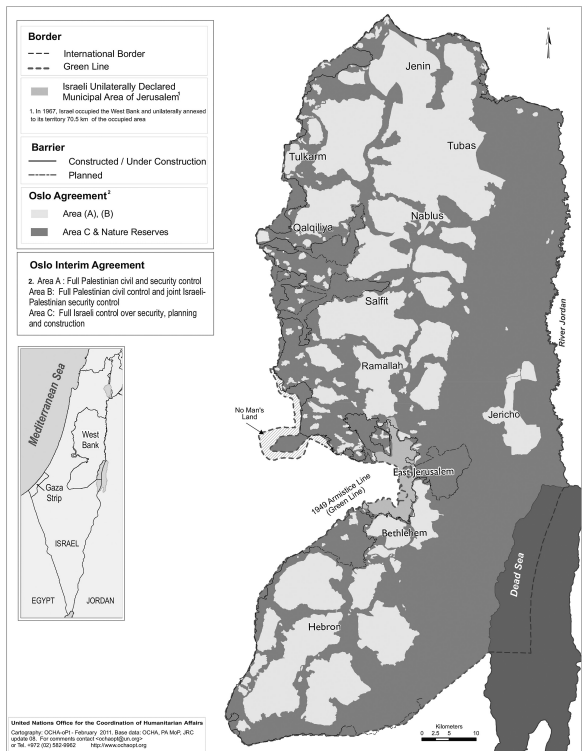 Border
International Border
Green Line
Israeli Unilaterally Declared
Municipal Area of Jerusalem¹
1. In 1967, Israel occupied the West Bank and unilaterally annexed
to its territory 70.5 km of the occupied area
Barrier
Constructed / Under Construction
Planned
Oslo Agreement²
Area (A), (B)
Area C & Nature Reserves
Oslo Interim Agreement
2. Area A : Full Palestinian civil and security control
Area B: Full Palestinian civil control and joint Israeli-
Palestinian security control
Area C: Full Israeli control over security, planning
and construction
Mediterranean Sea
West
Bank
Gaza
Strip
ISRAEL
EGYPT
JORDAN
N
Jenin
Tubas
Tulkarm
Nablus
Qalqiliya
Salfit
River Jordan
Ramallah
Jericho
No Man's
Land
East Jerusalem
1949 Armistice Line
(Green Line)
Bethlehem
Dead Sea
Hebron
Kilometers
0 2.5 5 10
United Nations Office for the Coordination of Humanitarian Affairs
Cartography: OCHA-oPt - February 2011. Base data: OCHA, PA MoP, JRC
update 08. For comments contact <ochaopt@un.org>
or Tel. +972 (02) 582-9962 http://www.ochaopt.org